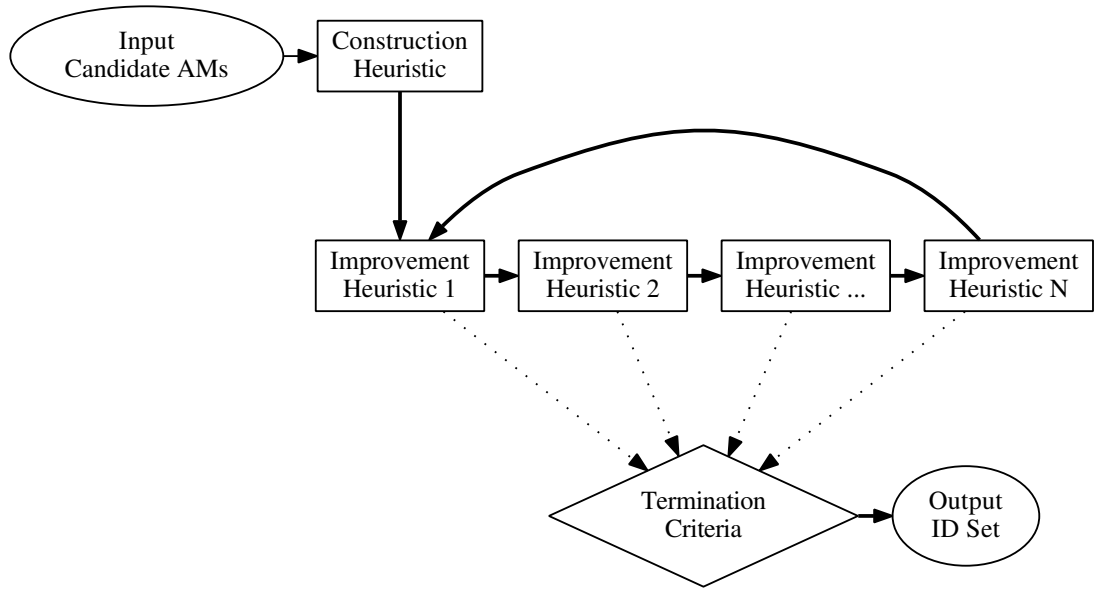 Input
Candidate AMs
Construction
Heuristic
Improvement
Heuristic 1
Improvement
Heuristic 2
Improvement
Heuristic ...
Improvement
Heuristic N
Termination
Criteria
Output
ID Set